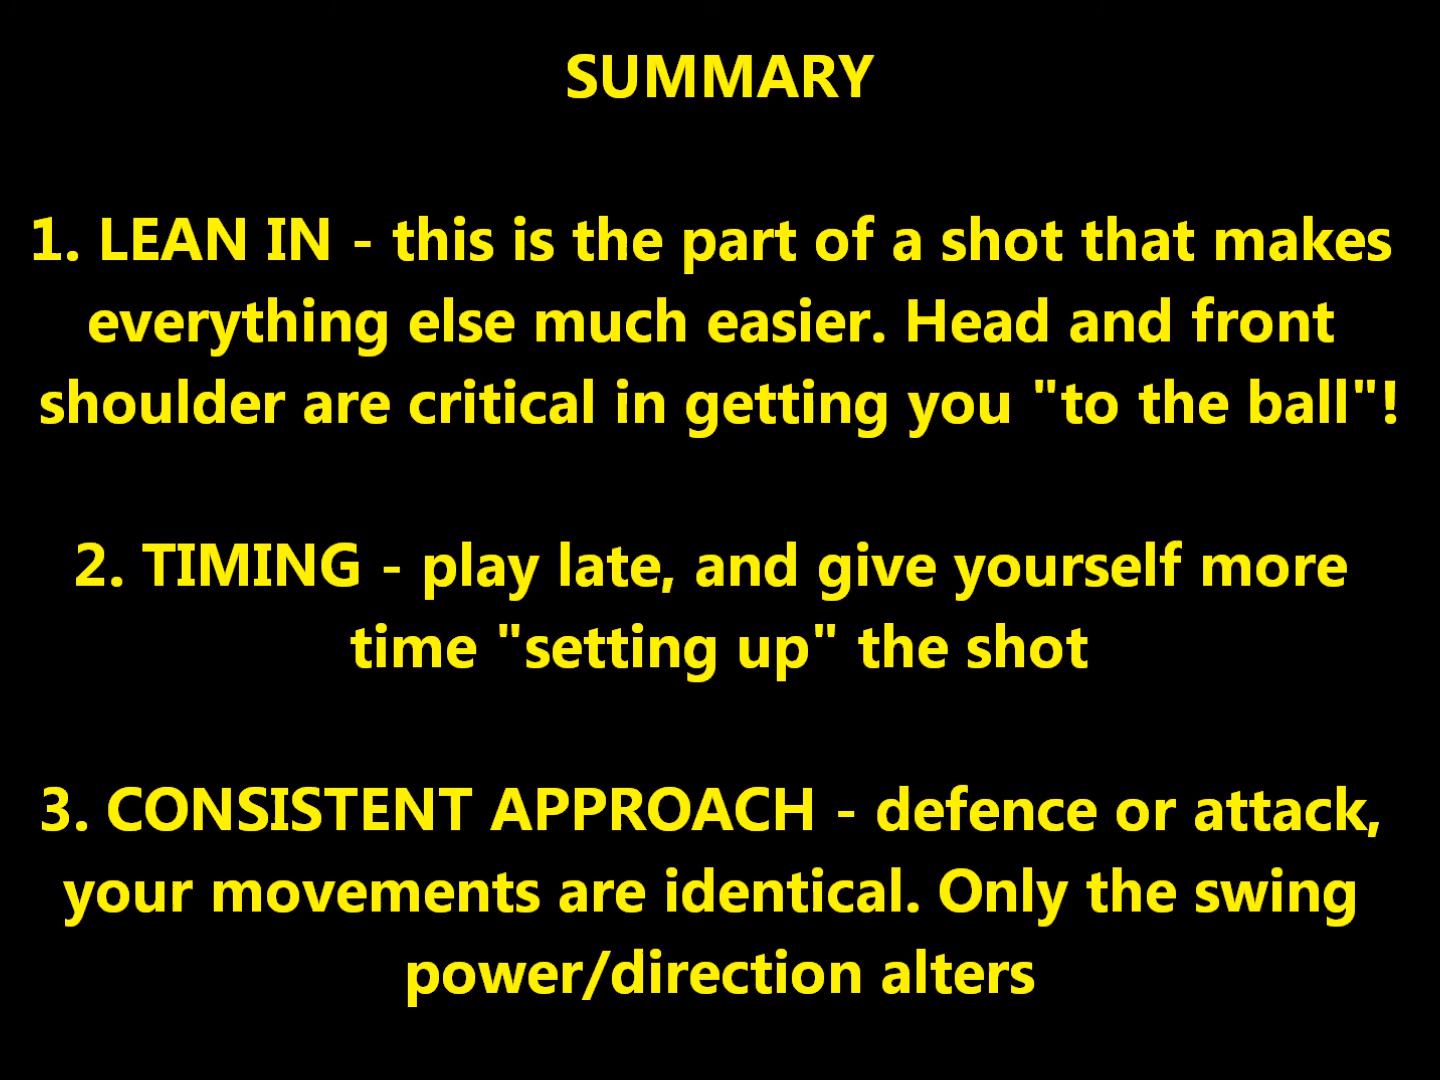 SUMMARY
1. LEAN IN - this is the part of a shot that makes
everything else much easier. Head and front
shoulder are critical in getting you "to the ball"!
2. TIMING - play late, and give yourself more
time "setting up" the shot
3. CONSISTENT APPROACH - defence or attack,
your movements are identical. Only the swing
power/direction alters